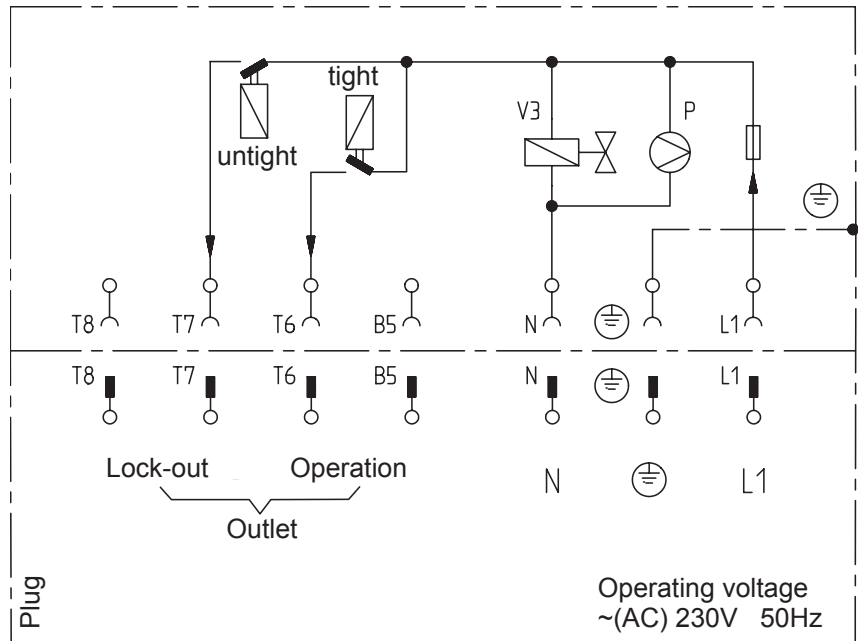 tight
V3 P
untight
T8 T7 T6 B5 N L1
T8 T7 T6 B5 N L1
Lock-out Operation N L1
Outlet
Plug
Operating voltage
~(AC) 230V 50Hz